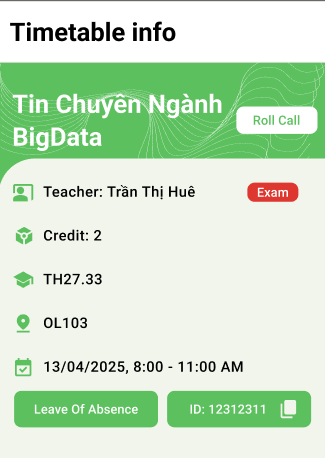 Timetable info
Tin Chuyên Ngành
BigData
Roll Call
Teacher: Trần Thị Huê
Exam
Credit: 2
TH27.33
OL103
13/04/2025, 8:00 - 11:00 AM
Leave Of Absence
ID: 12312311